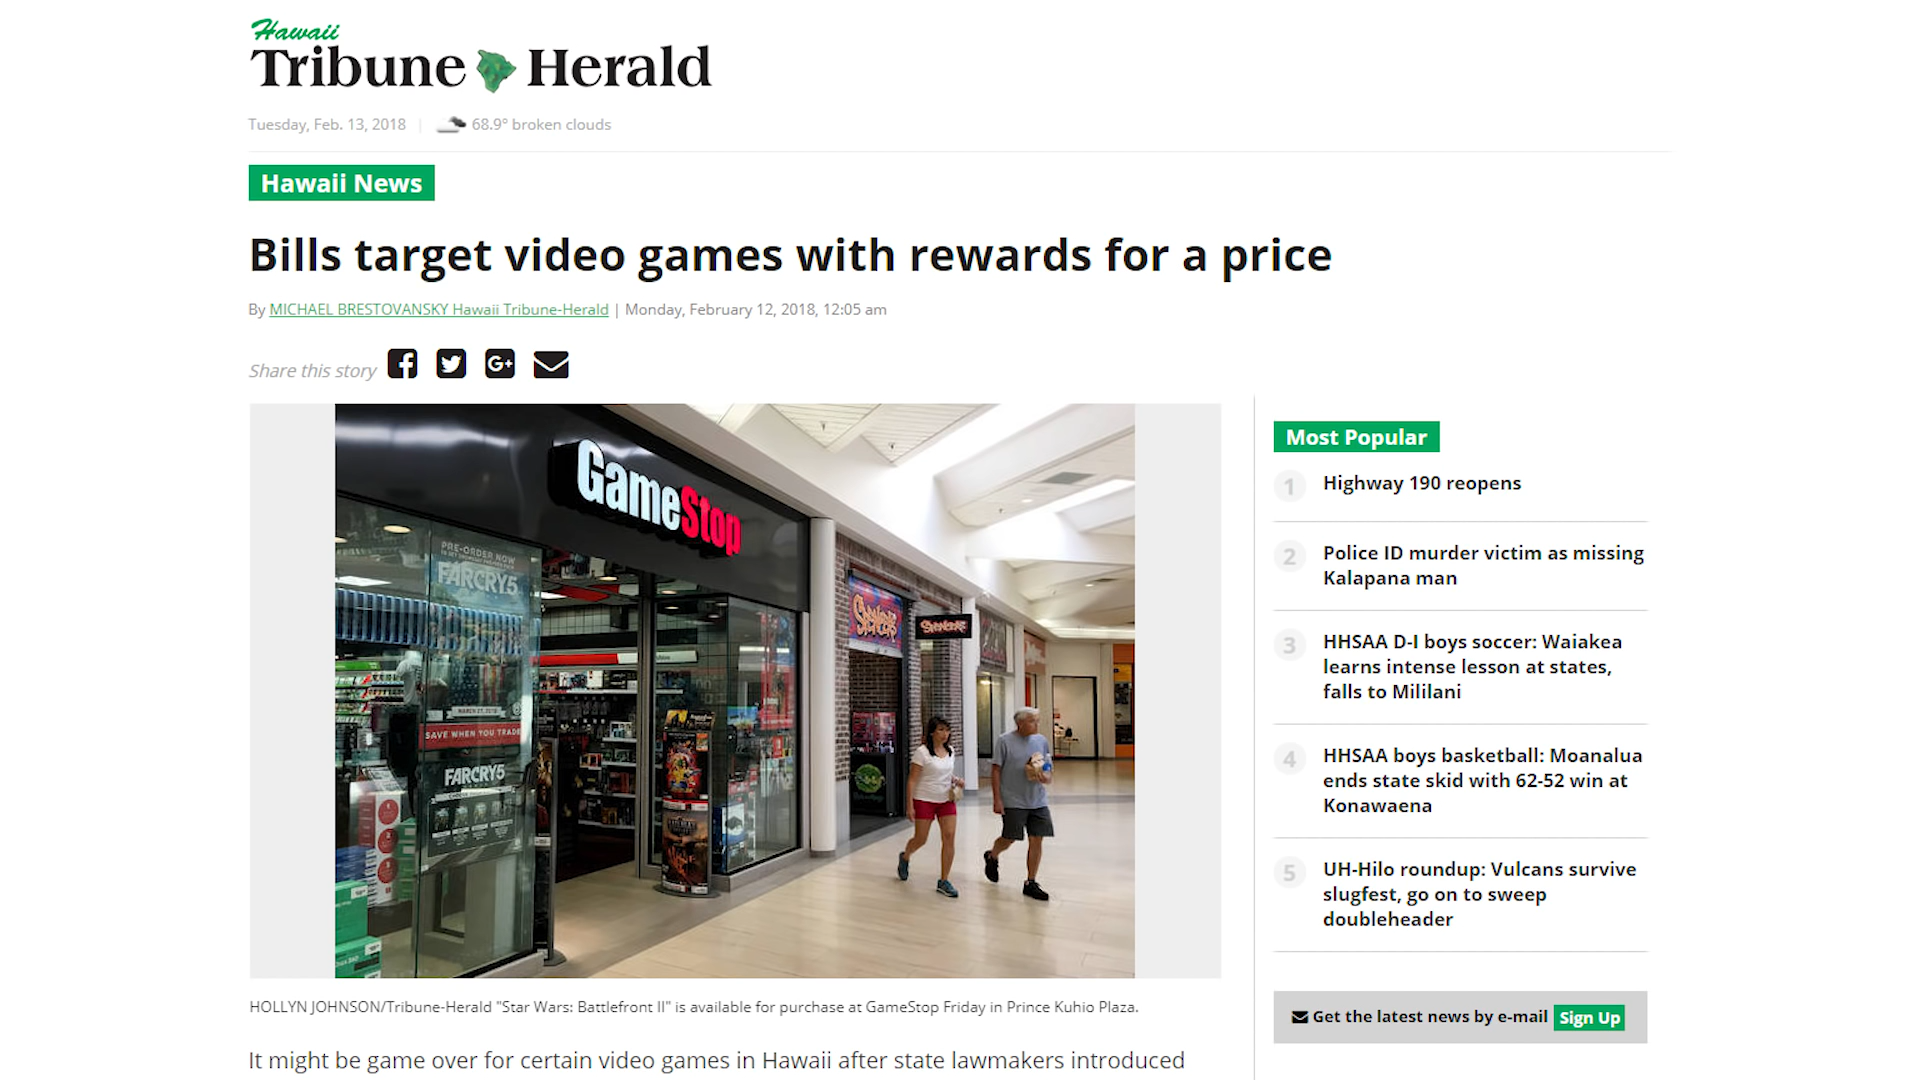 Hawaii
Tribune Herald
Tuesday, Feb. 13, 2018 | 68.9° broken clouds
Hawaii News
Bills target video games with rewards for a price
By MICHAEL BRESTOVANSKY Hawaii Tribune-Herald | Monday, February 12, 2018, 12:05 am
Share this story
GameStop
PRE-ORDER NOW
FARCRY5
SPENCERS
SPENCERS
MARCH 27, 2018
SAVE WHEN YOU TRADE
FARCRY5
HOLLYN JOHNSON/Tribune-Herald "Star Wars: Battlefront II" is available for purchase at GameStop Friday in Prince Kuhio Plaza.
It might be game over for certain video games in Hawaii after state lawmakers introduced
Most Popular
1 Highway 190 reopens
2 Police ID murder victim as missing
Kalapana man
3 HHSAA D-I boys soccer: Waiakea
learns intense lesson at states,
falls to Mililani
4 HHSAA boys basketball: Moanalua
ends state skid with 62-52 win at
Konawaena
5 UH-Hilo roundup: Vulcans survive
slugfest, go on to sweep
doubleheader
Get the latest news by e-mail Sign Up